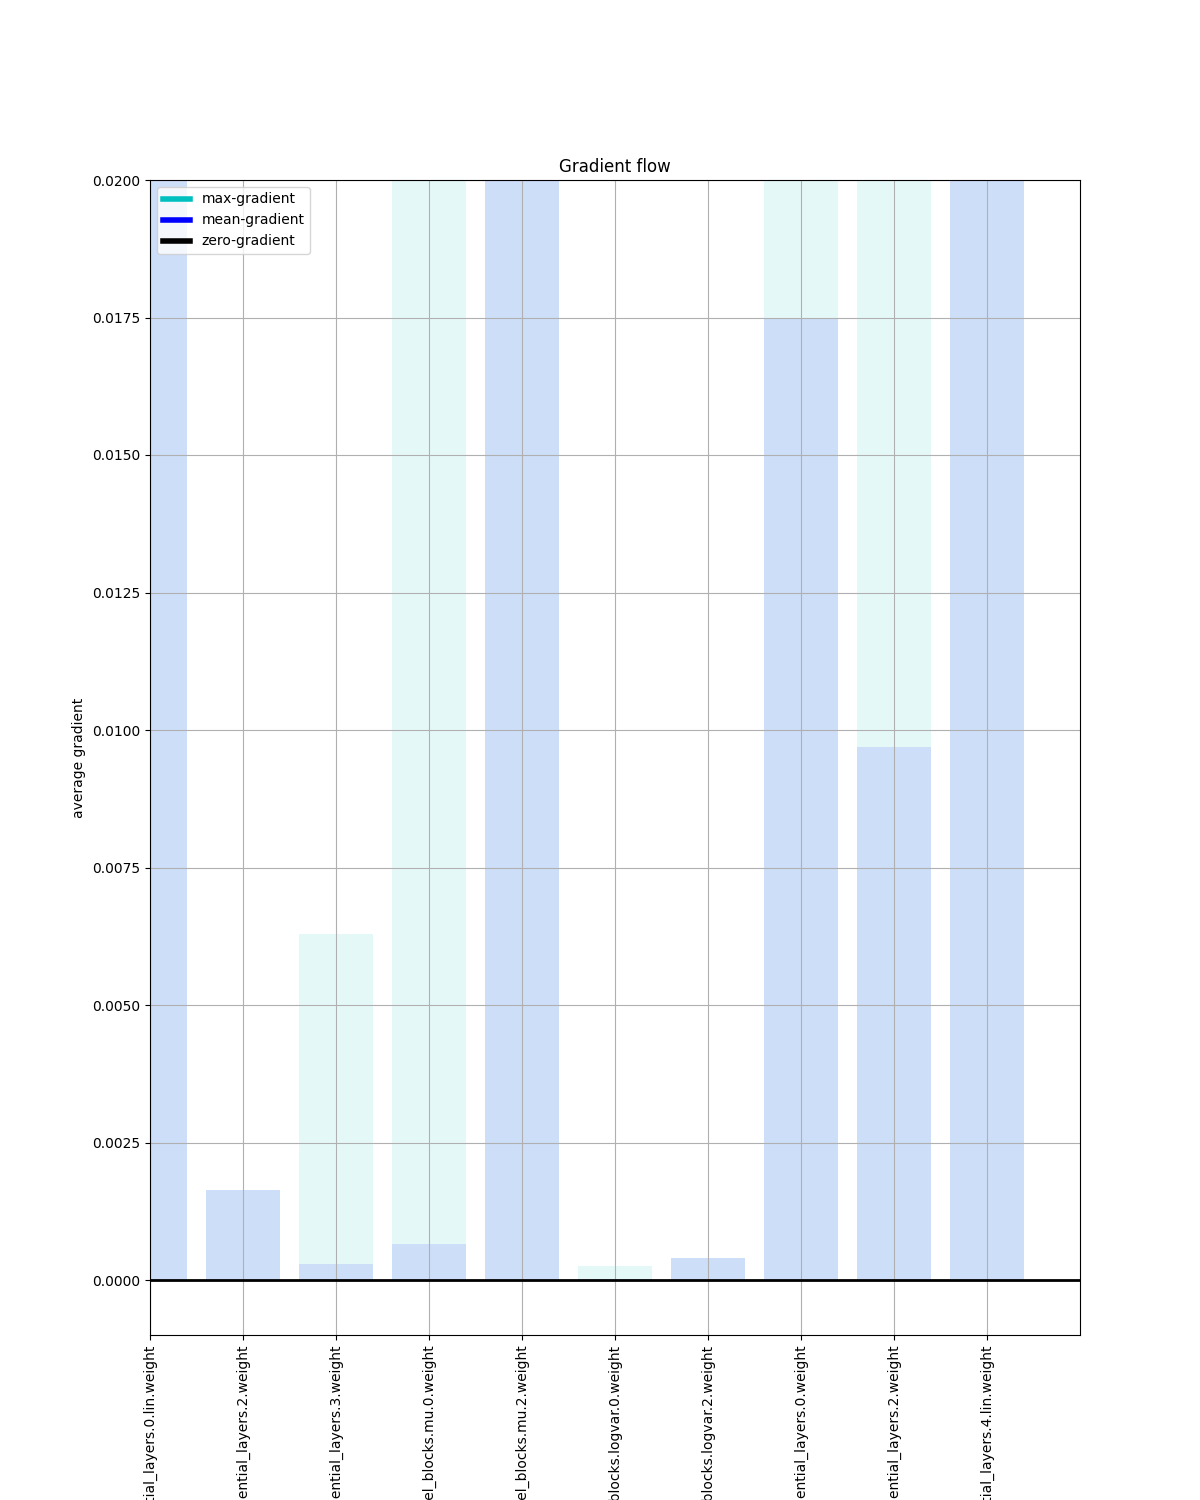 Gradient flow
max-gradient
mean-gradient
zero-gradient
0.0200
0.0175
0.0150
0.0125
0.0100
0.0075
0.0050
0.0025
0.0000
average gradient
tial_layers.0.lin.weight
ential_layers.2.weight
ential_layers.3.weight
el_blocks.mu.0.weight
el_blocks.mu.2.weight
blocks.logvar.0.weight
blocks.logvar.2.weight
ential_layers.0.weight
ential_layers.2.weight
tial_layers.4.lin.weight